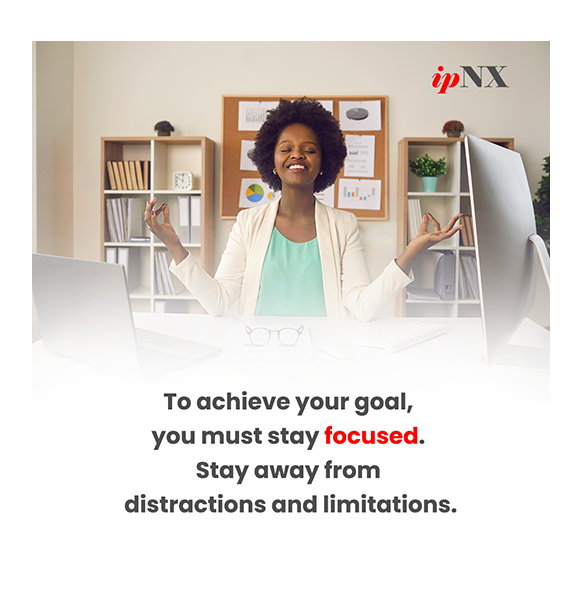 ipNX
To achieve your goal,
you must stay focused.
Stay away from
distractions and limitations.